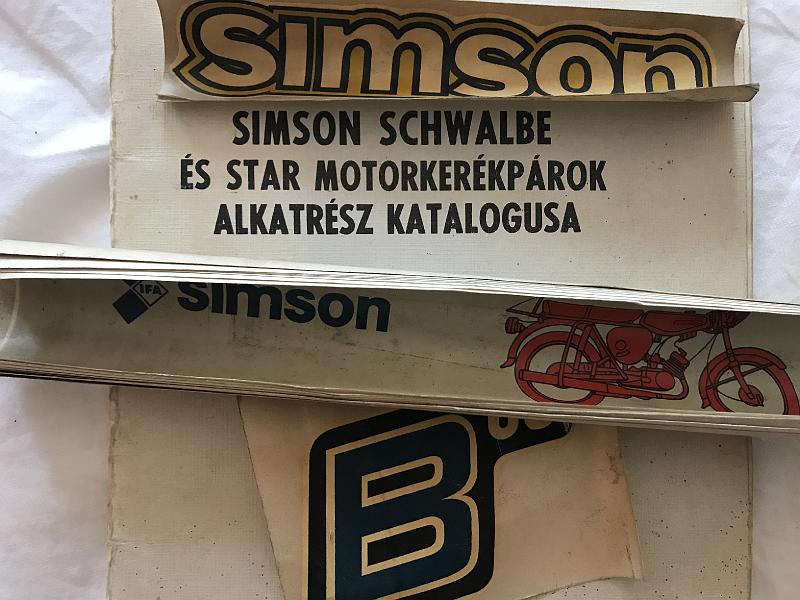 simson
SIMSON SCHWALBE
ÉS STAR MOTORKERÉKPÁROK
ALKATRÉSZ KATALOGUSA
IFA simson
B